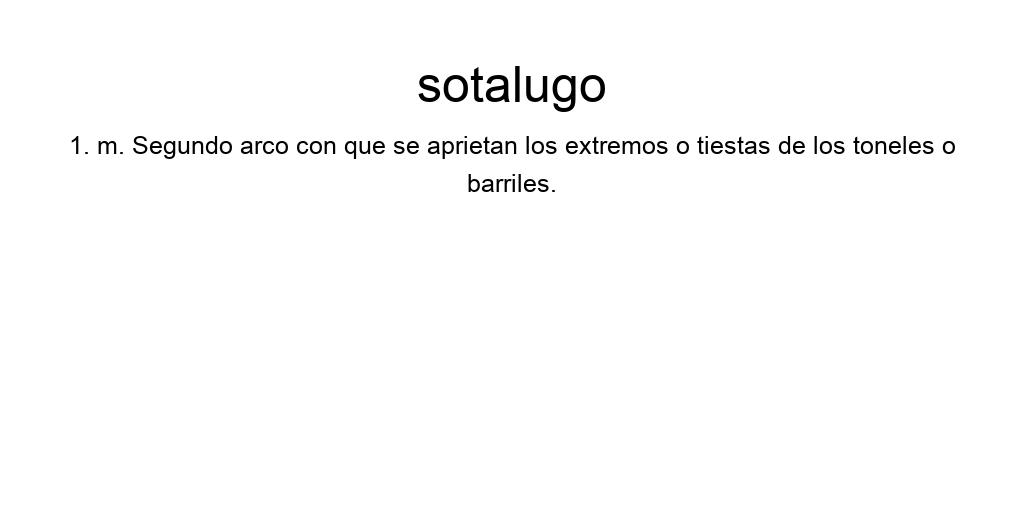 sotalugo
1. m. Segundo arco con que se aprietan los extremos o tiestas de los toneles o
barriles.